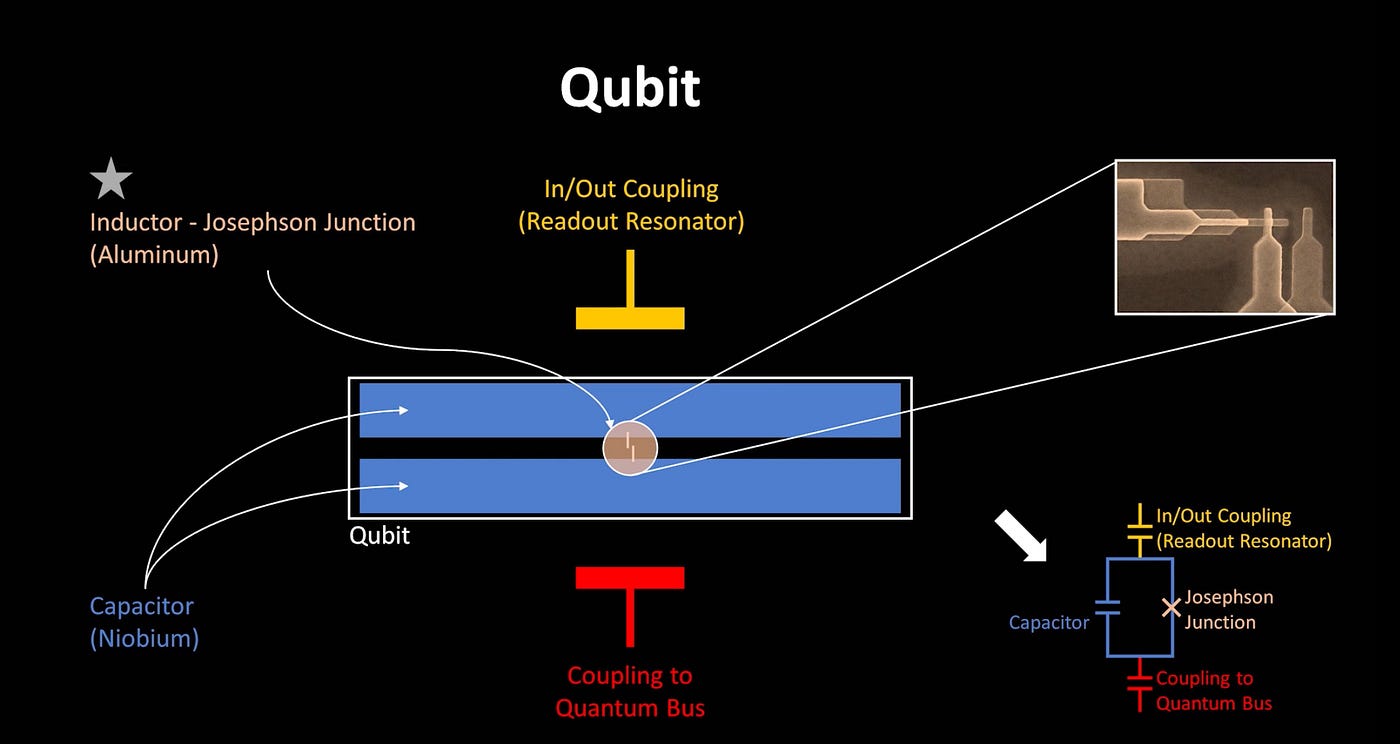 Qubit
Inductor - Josephson Junction
(Aluminum)
In/Out Coupling
(Readout Resonator)
Qubit
Capacitor
(Niobium)
Coupling to
Quantum Bus
In/Out Coupling
(Readout Resonator)
Capacitor
Josephson
Junction
Coupling to
Quantum Bus